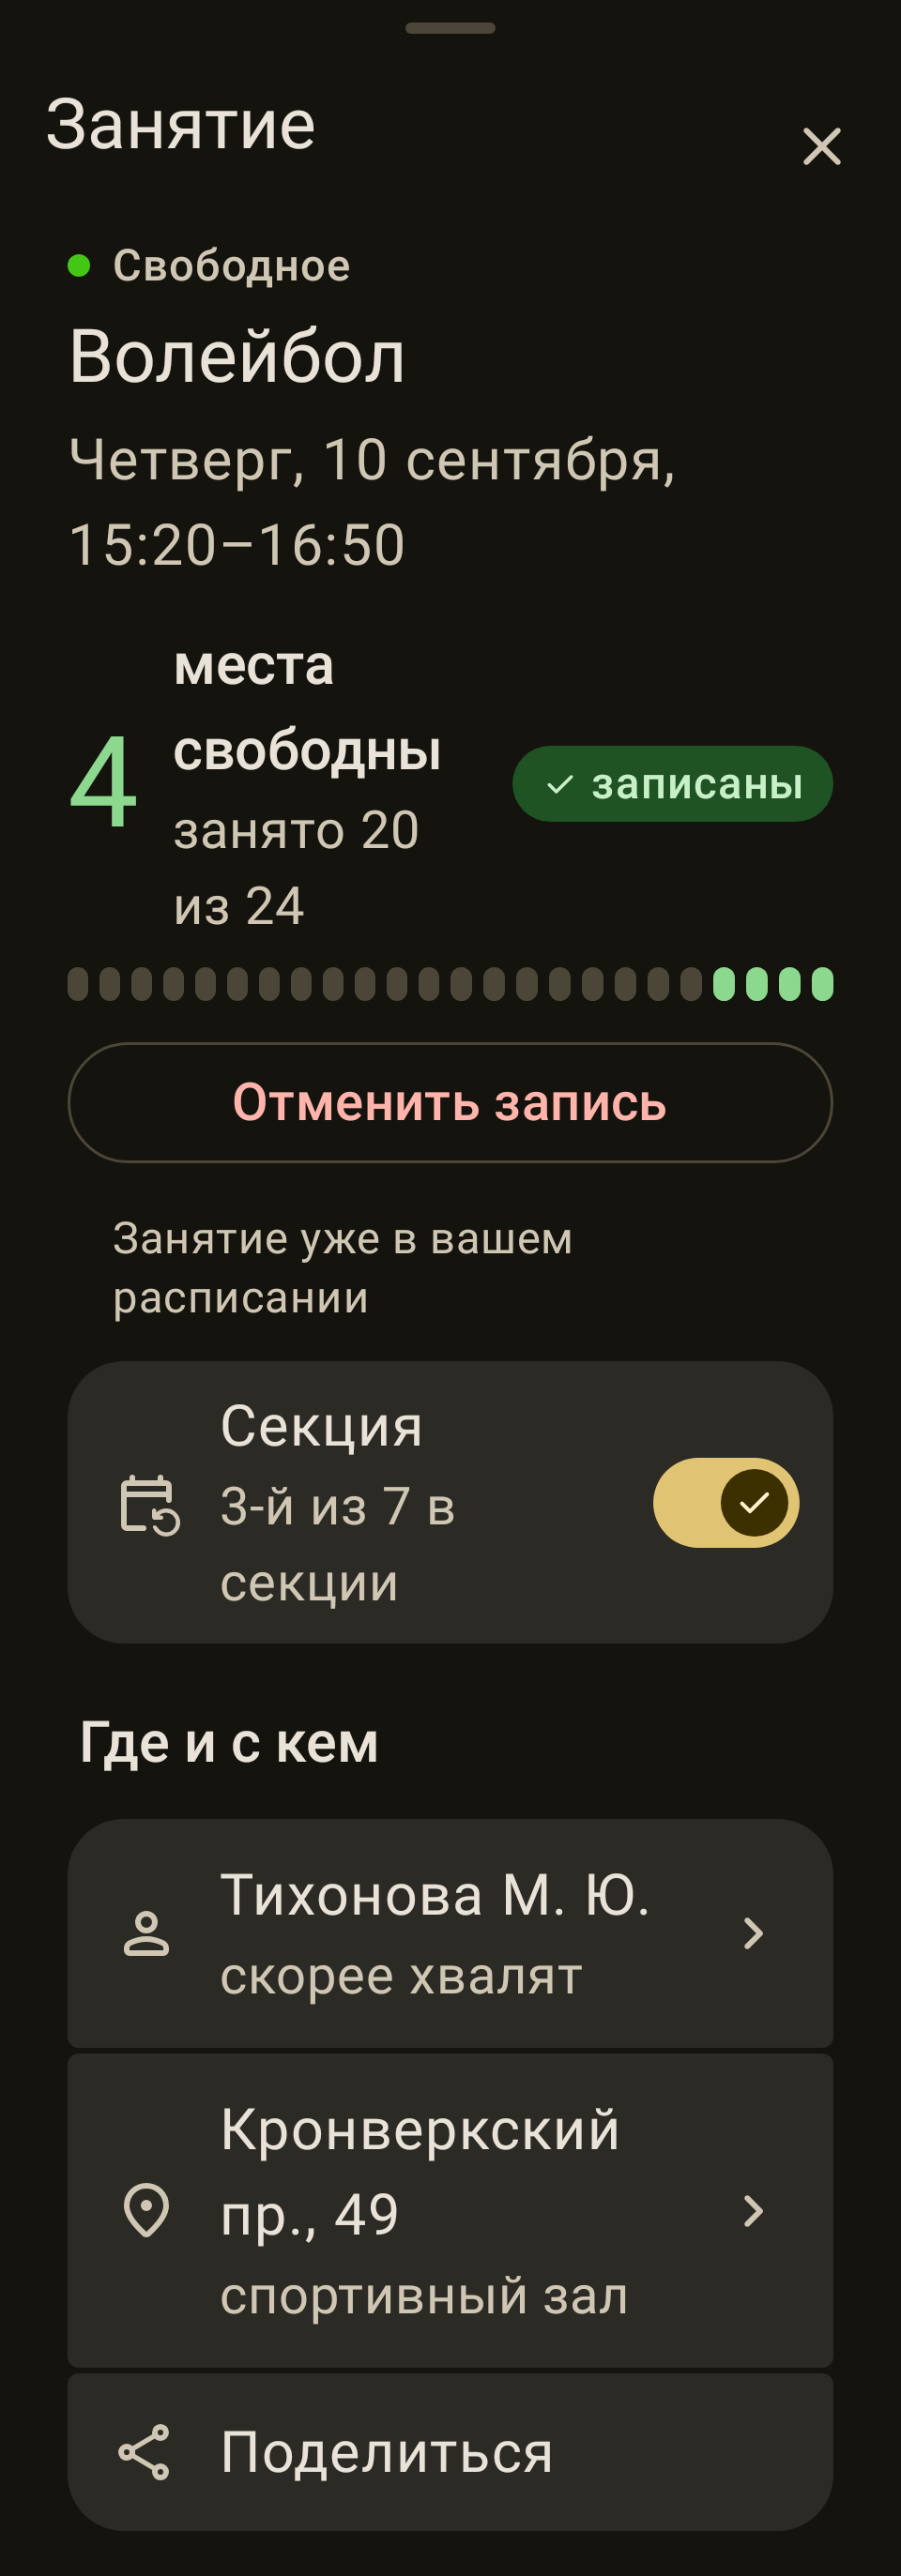 Занятие
Свободное
Волейбол
Четверг, 10 сентября,
15:20–16:50
4
места
свободны
занято 20
из 24
записаны
Отменить запись
Занятие уже в вашем
расписании
Секция
3-й из 7 в
секции
Где и с кем
Тихонова М. Ю.
скорее хвалят
Кронверкский
пр., 49
спортивный зал
Поделиться